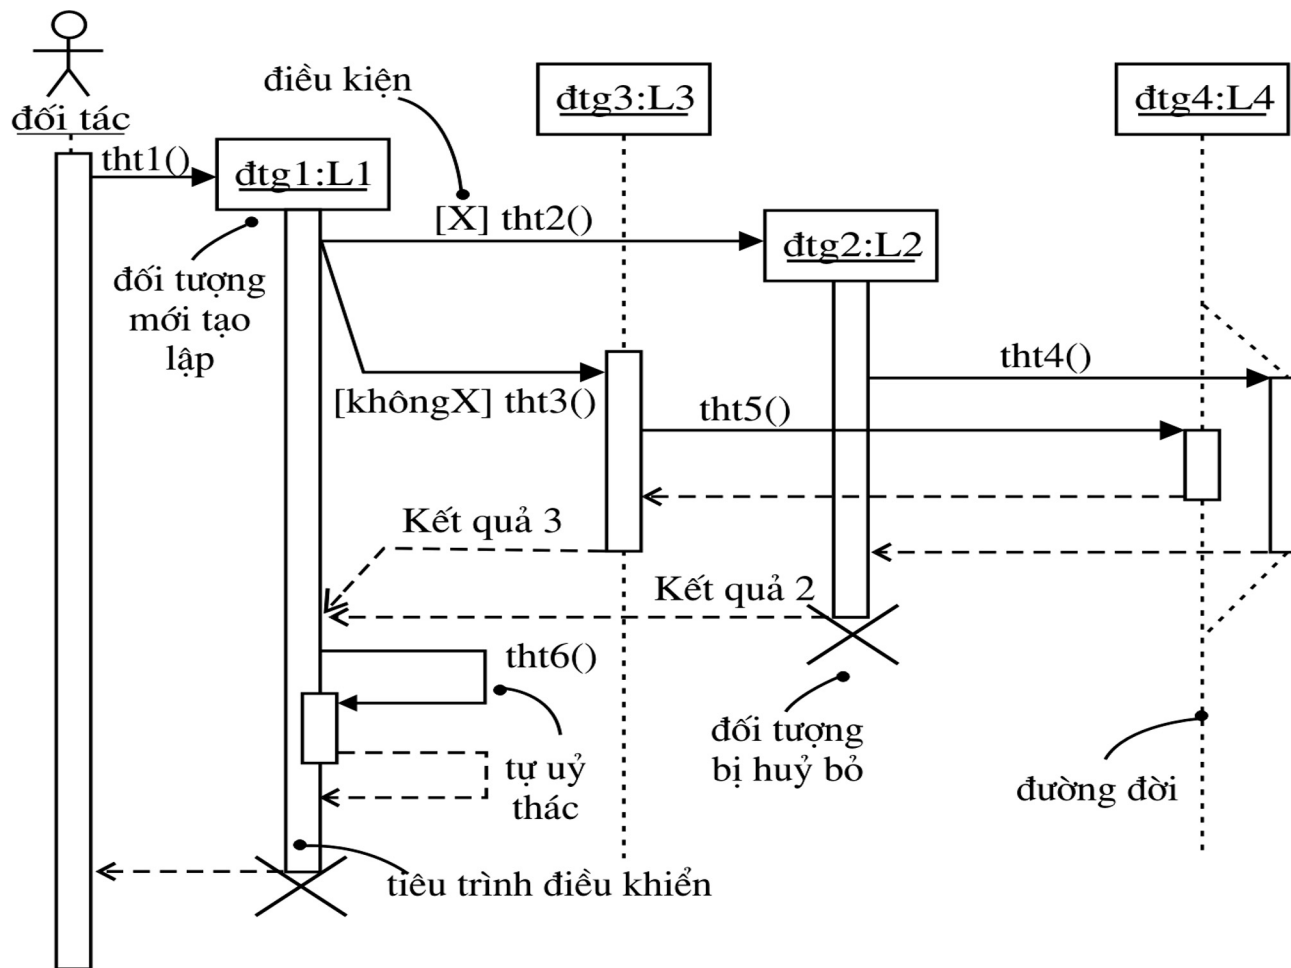 điều kiện
đtg3:L3
đtg4:L4
đối tác
tht1()
đtg1:L1
[X] tht2()
đtg2:L2
đối tượng
mới tạo
lập
tht4()
[khôngX] tht3()
tht5()
Kết quả 3
Kết quả 2
tht6()
tự uỷ
thác
đối tượng
bị huỷ bỏ
đường đời
tiêu trình điều khiển